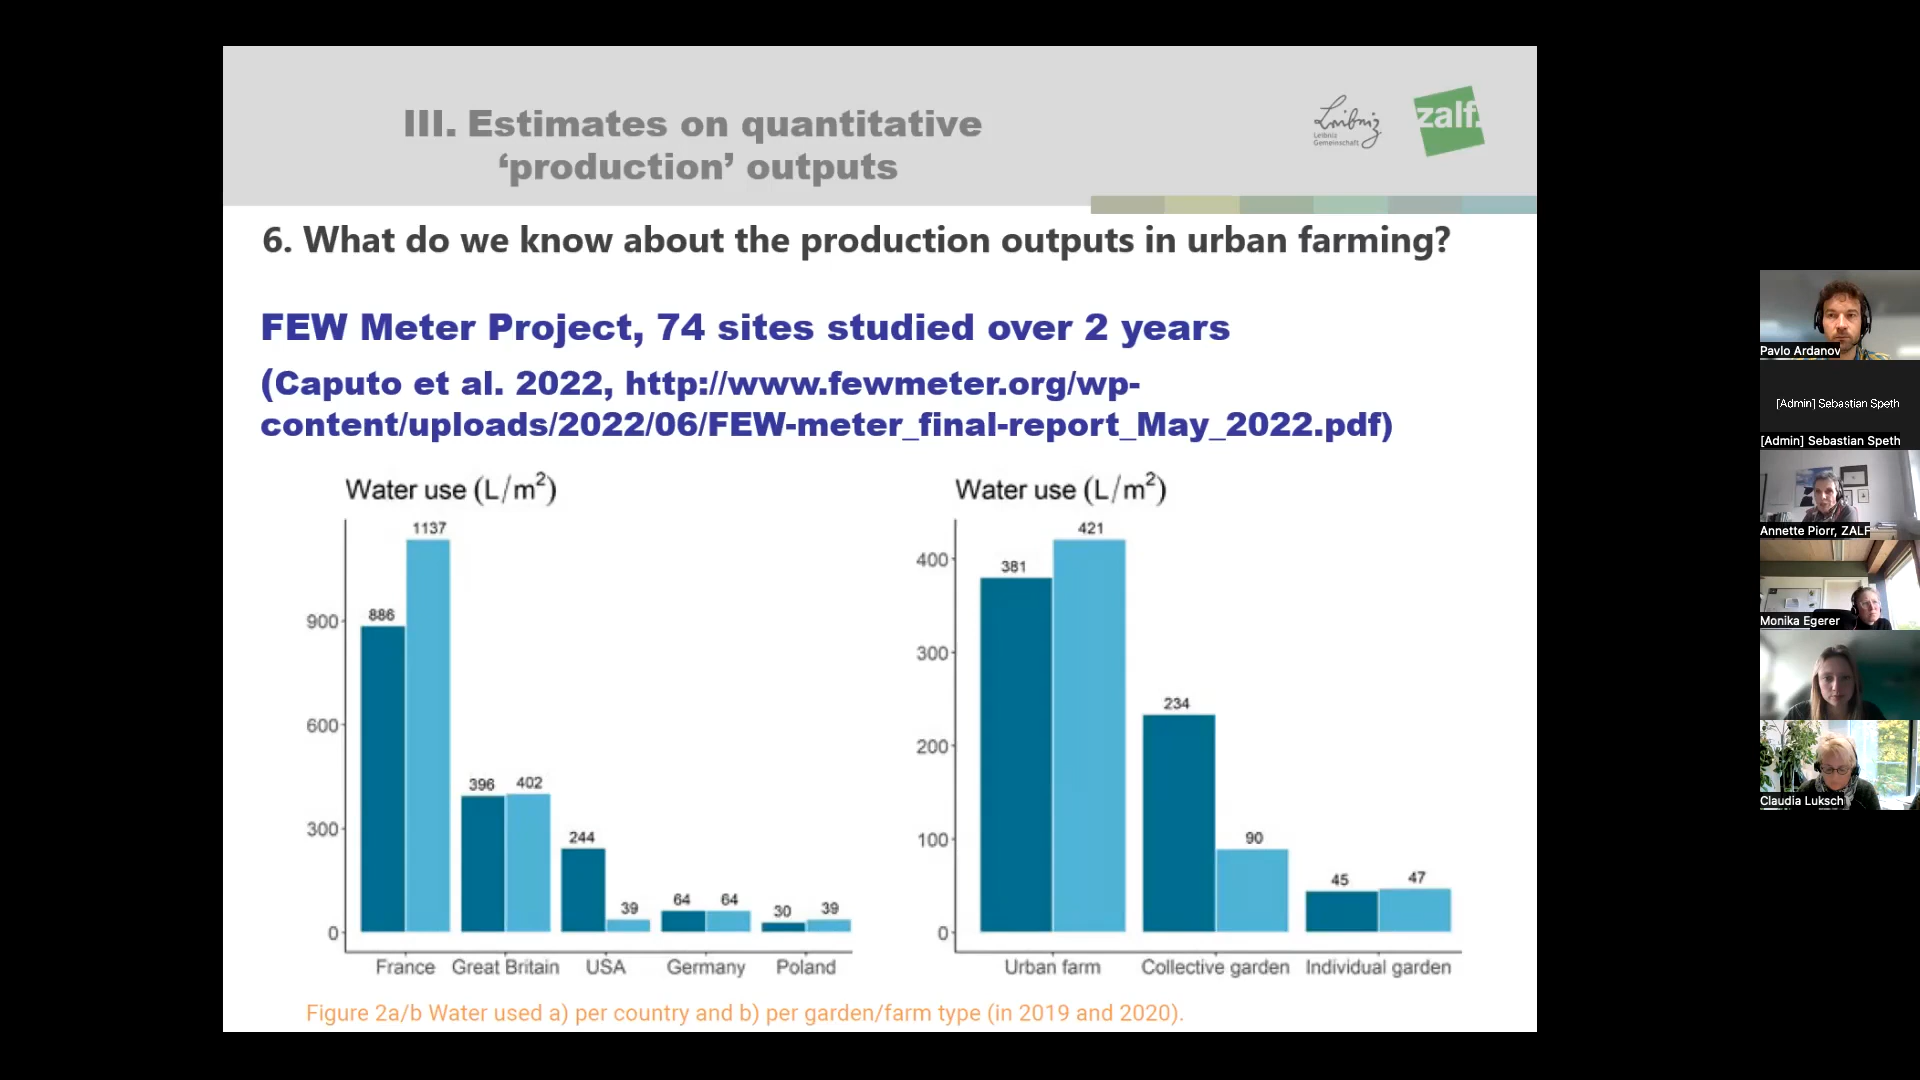 III. Estimates on quantitative
‘production’ outputs
Leibniz
Leibniz
Gemeinschaft
zalf.
6. What do we know about the production outputs in urban farming?
FEW Meter Project, 74 sites studied over 2 years
(Caputo et al. 2022, http://www.fewmeter.org/wp-
content/uploads/2022/06/FEW-meter_final-report_May_2022.pdf)
Water use (L/m²)
900
600
300
0
886
1137
396
402
244
39
64
64
30
39
France
Great Britain
USA
Germany
Poland
Water use (L/m²)
400
300
200
100
0
381
421
234
90
45
47
Urban farm
Collective garden
Individual garden
Figure 2a/b Water used a) per country and b) per garden/farm type (in 2019 and 2020).
Pavlo Ardanov
[Admin] Sebastian Speth
[Admin] Sebastian Speth
Annette Piorr, ZALF
Monika Egerer
Claudia Luksch